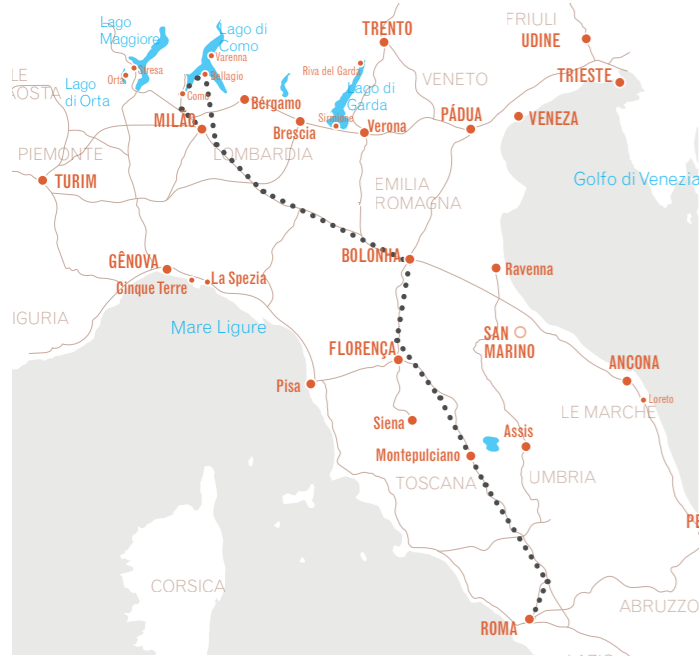 Lago
Maggiore
Lago di
Como
TRENTO
FRIULI
UDINE
Varenna
Stresa
Orta
Bellagio
Riva del Garda
VENETO
TRIESTE
LE
Lago
di Orta
Como
Lago di
Garda
Bérgamo
MILÃO
Sirmione
Brescia
Verona
PÁDUA
VENEZA
PIEMONTE
LOMBARDIA
TURIM
EMILIA
ROMAGNA
Golfo di Venezia
GÊNOVA
BOLONHA
Ravenna
Cinque Terre
La Spezia
IGURIA
Mare Ligure
FLORENÇA
SAN
MARINO
ANCONA
Pisa
Loreto
LE MARCHE
Siena
Assis
Montepulciano
TOSCANA
UMBRIA
PE
CORSICA
ABRUZZO
ROMA